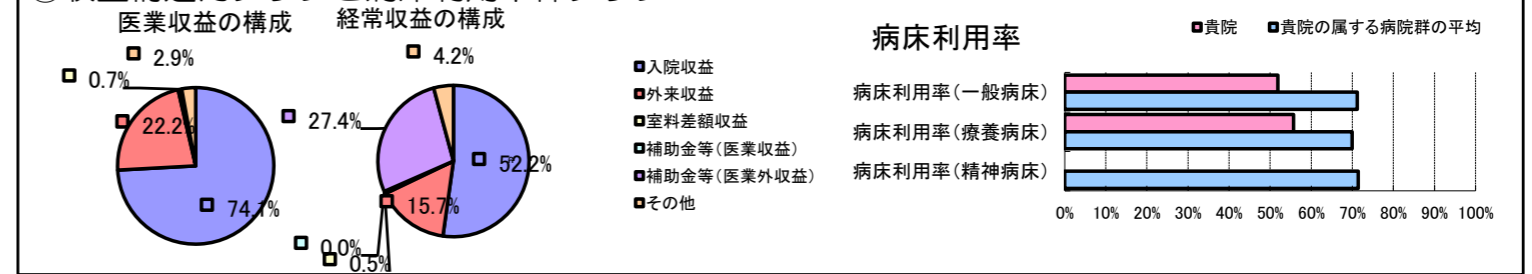 医業収益の構成
経常収益の構成
2.9%
0.7%
22.2%
74.1%
4.2%
27.4%
52.2%
15.7%
0.0%
0.5%
入院収益
外来収益
室料差額収益
補助金等(医業収益)
補助金等(医業外収益)
その他
病床利用率
貴院
貴院の属する病院群の平均
病床利用率(一般病床)
病床利用率(療養病床)
病床利用率(精神病床)
0% 10% 20% 30% 40% 50% 60% 70% 80% 90% 100%